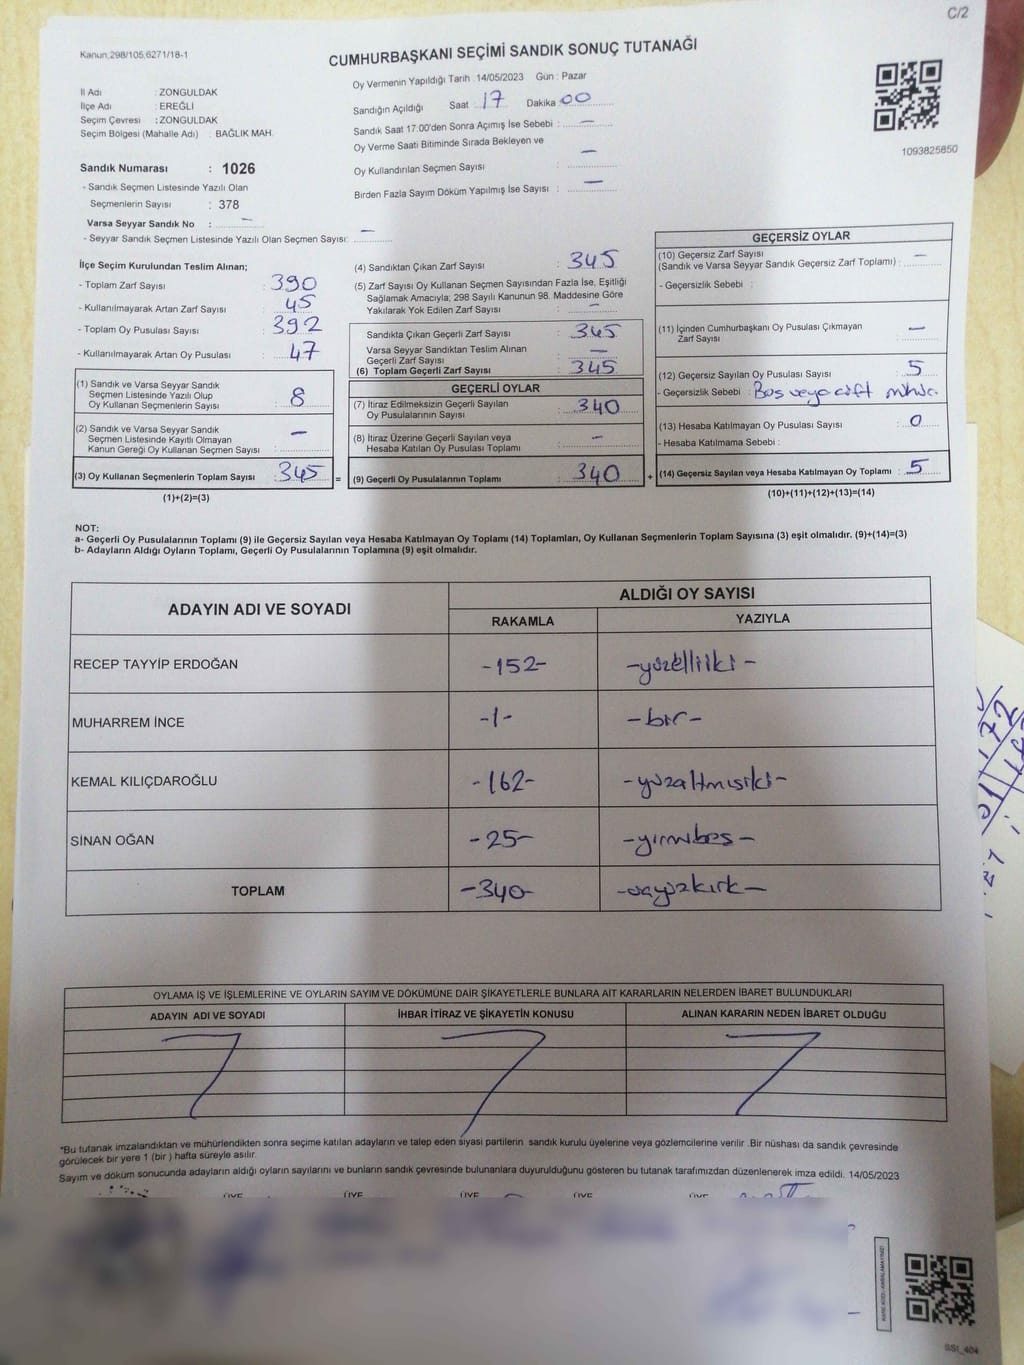 C/2
Kanun 298/105,6271/18-1
CUMHURBAŞKANI SEÇİMİ SANDIK SONUÇ TUTANAĞI
İl Adı : ZONGULDAK
İlçe Adı : EREĞLİ
Seçim Çevresi : ZONGULDAK
Seçim Bölgesi (Mahalle Adı) : BAĞLIK MAH.
Sandık Numarası : 1026
- Sandık Seçmen Listesinde Yazılı Olan
Seçmenlerin Sayısı : 378
Varsa Seyyar Sandık No : -
- Seyyar Sandık Seçmen Listesinde Yazılı Olan Seçmen Sayısı: -
Oy Vermenin Yapıldığı Tarih : 14/05/2023 Gün : Pazar
Sandığın Açıldığı Saat 17 Dakika 00
Sandık Saat 17:00'den Sonra Açımış İse Sebebi : -
Oy Verme Saati Bitiminde Sırada Bekleyen ve
Oy Kullandırılan Seçmen Sayısı : -
Birden Fazla Sayım Döküm Yapılmış İse Sayısı : -
1093825850
İlçe Seçim Kurulundan Teslim Alınan;
- Toplam Zarf Sayısı : 390
- Kullanılmayarak Artan Zarf Sayısı : 45
- Toplam Oy Pusulası Sayısı : 392
- Kullanılmayarak Artan Oy Pusulası : 47
(1) Sandık ve Varsa Seyyar Sandık
Seçmen Listesinde Yazılı Olup
Oy Kullanan Seçmenlerin Sayısı : 8
(2) Sandık ve Varsa Seyyar Sandık
Seçmen Listesinde Kayıtlı Olmayan
Kanun Gereği Oy Kullanan Seçmen Sayısı : -
(3) Oy Kullanan Seçmenlerin Toplam Sayısı : 345
(1)+(2)=(3)
(4) Sandıktan Çıkan Zarf Sayısı : 345
(5) Zarf Sayısı Oy Kullanan Seçmen Sayısından Fazla İse, Eşitliği
Sağlamak Amacıyla; 298 Sayılı Kanunun 98. Maddesine Göre
Yakılarak Yok Edilen Zarf Sayısı : -
Sandıkta Çıkan Geçerli Zarf Sayısı : 345
Varsa Seyyar Sandıktan Teslim Alınan
Geçerli Zarf Sayısı : -
(6) Toplam Geçerli Zarf Sayısı : 345
GEÇERLİ OYLAR
(7) İtiraz Edilmeksizin Geçerli Sayılan
Oy Pusulalarının Sayısı : 340
(8) İtiraz Üzerine Geçerli Sayılan veya
Hesaba Katılan Oy Pusulası Toplamı : -
= (9) Geçerli Oy Pusulalarının Toplamı : 340
GEÇERSİZ OYLAR
(10) Geçersiz Zarf Sayısı
(Sandık ve Varsa Seyyar Sandık Geçersiz Zarf Toplamı) : -
- Geçersizlik Sebebi :
(11) İçinden Cumhurbaşkanı Oy Pusulası Çıkmayan
Zarf Sayısı : -
(12) Geçersiz Sayılan Oy Pusulası Sayısı : 5
- Geçersizlik Sebebi : Boş veya çift mühür.
(13) Hesaba Katılmayan Oy Pusulası Sayısı : 0
- Hesaba Katılmama Sebebi :
+ (14) Geçersiz Sayılan veya Hesaba Katılmayan Oy Toplamı : 5
(10)+(11)+(12)+(13)=(14)
NOT:
a- Geçerli Oy Pusulalarının Toplamı (9) ile Geçersiz Sayılan veya Hesaba Katılmayan Oy Toplamı (14) Toplamları, Oy Kullanan Seçmenlerin Toplam Sayısına (3) eşit olmalıdır. (9)+(14)=(3)
b- Adayların Aldığı Oyların Toplamı, Geçerli Oy Pusulalarının Toplamına (9) eşit olmalıdır.
ADAYIN ADI VE SOYADI ALDIĞI OY SAYISI
RAKAMLA YAZIYLA
RECEP TAYYİP ERDOĞAN -152- -yüzelliiki-
MUHARREM İNCE -1- -bir-
KEMAL KILIÇDAROĞLU -162- -yüzaltmışiki-
SİNAN OĞAN -25- -yirmibeş-
TOPLAM -340- -üçyüzkırk-
OYLAMA İŞ VE İŞLEMLERİNE VE OYLARIN SAYIM VE DÖKÜMÜNE DAİR ŞİKAYETLERLE BUNLARA AİT KARARLARIN NELERDEN İBARET BULUNDUKLARI
ADAYIN ADI VE SOYADI İHBAR İTİRAZ VE ŞİKAYETİN KONUSU ALINAN KARARIN NEDEN İBARET OLDUĞU
*Bu tutanak imzalandıktan ve mühürlendikten sonra seçime katılan adayların ve talep eden siyasi partilerin sandık kurulu üyelerine veya gözlemcilerine verilir .Bir nüshası da sandık çevresinde
görülecek bir yere 1 (bir ) hafta süreyle asılır.
Sayım ve döküm sonucunda adayların aldığı oyların sayılarını ve bunların sandık çevresinde bulunanlara duyurulduğunu gösteren bu tutanak tarafımızdan düzenlenerek imza edildi. 14/05/2023
ÜYE ÜYE ÜYE ÜYE ÜYE
SSI_404